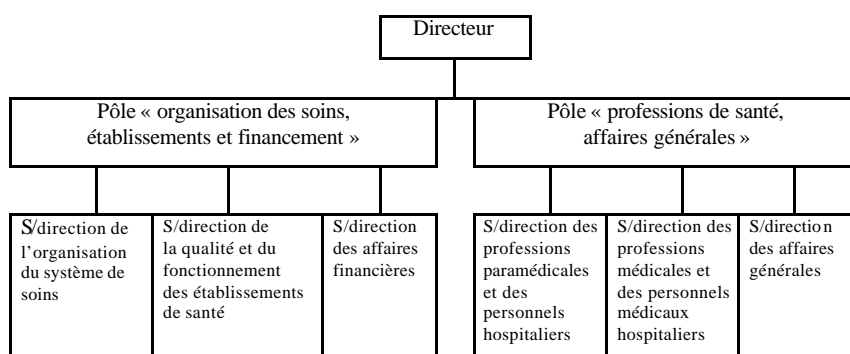 Directeur
Pôle « organisation des soins,
établissements et financement »
Pôle « professions de santé,
affaires générales »
S/direction de
l'organisation
du système de
soins
S/direction de
la qualité et du
fonctionnement
des établissements
de santé
S/direction
des affaires
financières
S/direction des
professions
paramédicales
et des
personnels
hospitaliers
S/direction des
professions
médicales et
des personnels
médicaux
hospitaliers
S/direction
des affaires
générales